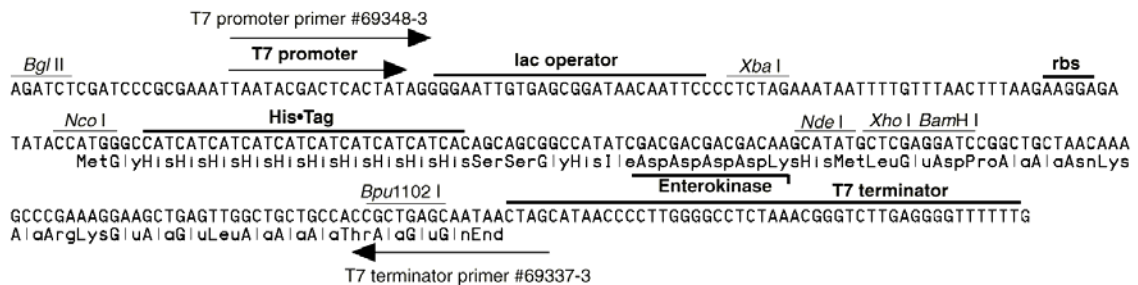 T7 promoter primer #69348-3
Bgl II T7 promoter lac operator Xba I rbs
AGATCTCGATCCCGCGAAATTAATACGACTCACTATAGGGGAATTGTGAGCGGATAACAATTCCCCTCTAGAAATAATTTTGTTTAACTTTAAGAAGGAGA
Nco I His•Tag Nde I Xho I BamH I
TATACCATGGGCCATCATCATCATCATCATCATCATCATCACAGCAGCGGCCATATCGACGACGACGACAAGCATATGCTCGAGGATCCGGCTGCTAACAAA
MetGlyHisHisHisHisHisHisHisHisHisHisSerSerGlyHisIleAspAspAspAspLysHisMetLeuGluAspProAlaAlaAsnLys
Enterokinase
Bpu1102 I T7 terminator
GCCCGAAAGGAAGCTGAGTTGGCTGCTGCCACCGCTGAGCAATAACTAGCATAACCCCTTGGGGCCTCTAAACGGGTCTTGAGGGGTTTTTTG
AlaArgLysGluAlaGluLeuAlaAlaAlaThrAlaGluGlnEnd
T7 terminator primer #69337-3